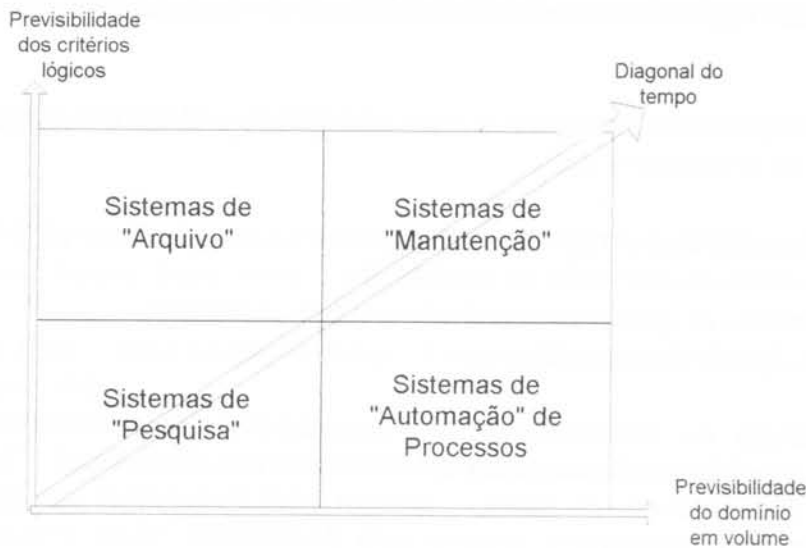 Previsibilidade
dos critérios
lógicos
Diagonal do
tempo
Sistemas de
"Arquivo"
Sistemas de
"Manutenção"
Sistemas de
"Pesquisa"
Sistemas de
"Automação" de
Processos
Previsibilidade
do domínio
em volume